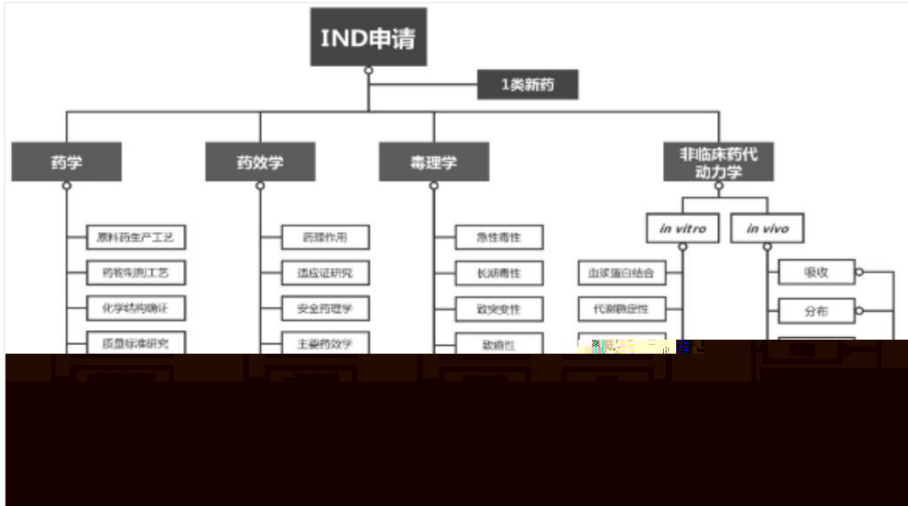 IND申请
1类新药
药学
药效学
毒理学
非临床药代
动力学
in vitro
in vivo
原料药生产工艺
药物制剂工艺
化学结构确证
质量标准研究
药理作用
适应证研究
安全药理学
主要药效学
急性毒性
长期毒性
致突变性
致癌性
血浆蛋白结合
代谢稳定性
吸收
分布